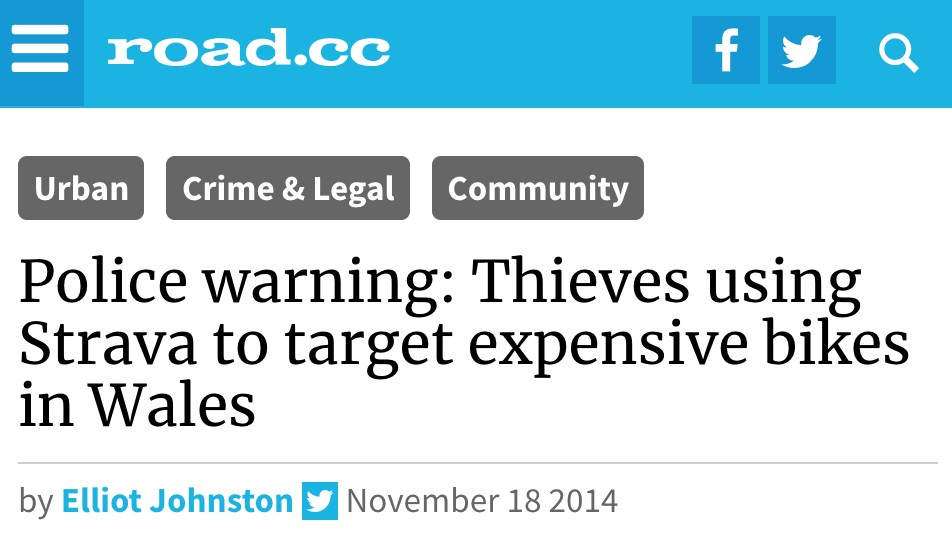 road.cc
Urban Crime & Legal Community
Police warning: Thieves using
Strava to target expensive bikes
in Wales
by Elliot Johnston November 18 2014